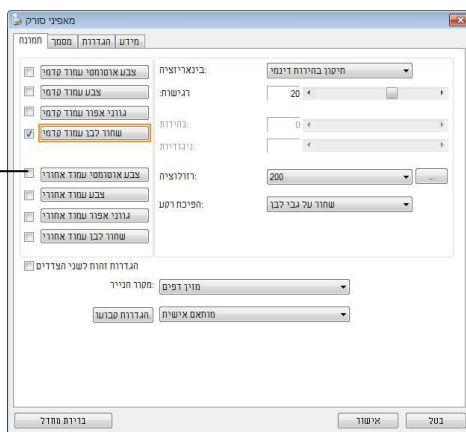 מאפיני סורק
תמונה מסמך הגדרות מידע
צבע אוטומטי עמוד קדמי
צבע עמוד קדמי
גווני אפור עמוד קדמי
שחור לבן עמוד קדמי
צבע אוטומטי עמוד אחורי
צבע עמוד אחורי
גווני אפור עמוד אחורי
שחור לבן עמוד אחורי
בינאריזציה: תיקון בהירות דינמי
רגישות: 20
בהירות: 0
ניגודיות:
רזולוציה: 200 ...
הפיכת רקע: שחור על גבי לבן
הגדרות זהות לשני הצדדים
מקור הנייר: מזין דפים
הגדרות קבועו. מותאם אישית
ברירת מחדל אישור בטל